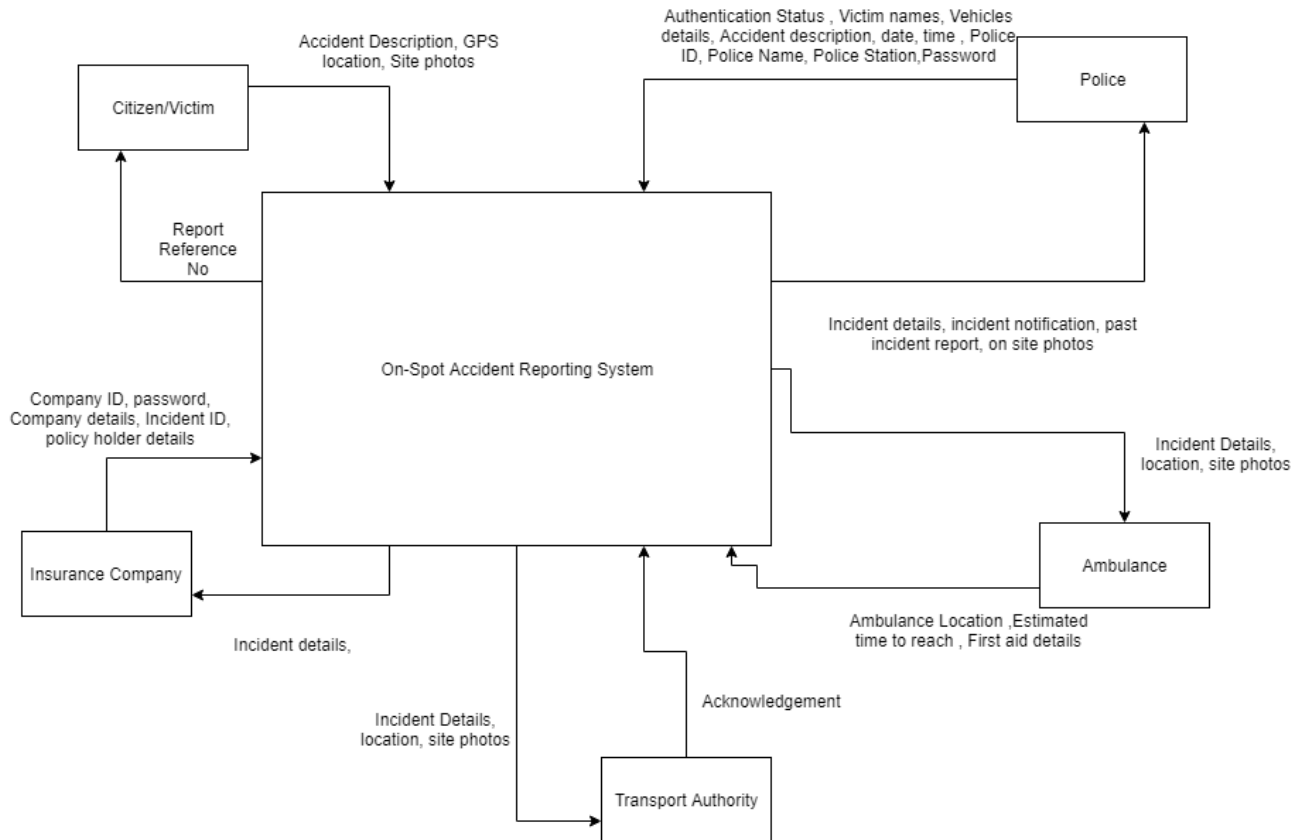 Authentication Status , Victim names, Vehicles
details, Accident description, date, time , Police
ID, Police Name, Police Station,Password
Accident Description, GPS
location, Site photos
Citizen/Victim
Police
Report
Reference
No
Incident details, incident notification, past
incident report, on site photos
On-Spot Accident Reporting System
Company ID, password,
Company details, Incident ID,
policy holder details
Incident Details,
location, site photos
Insurance Company
Ambulance
Ambulance Location ,Estimated
time to reach , First aid details
Incident details,
Acknowledgement
Incident Details,
location, site photos
Transport Authority